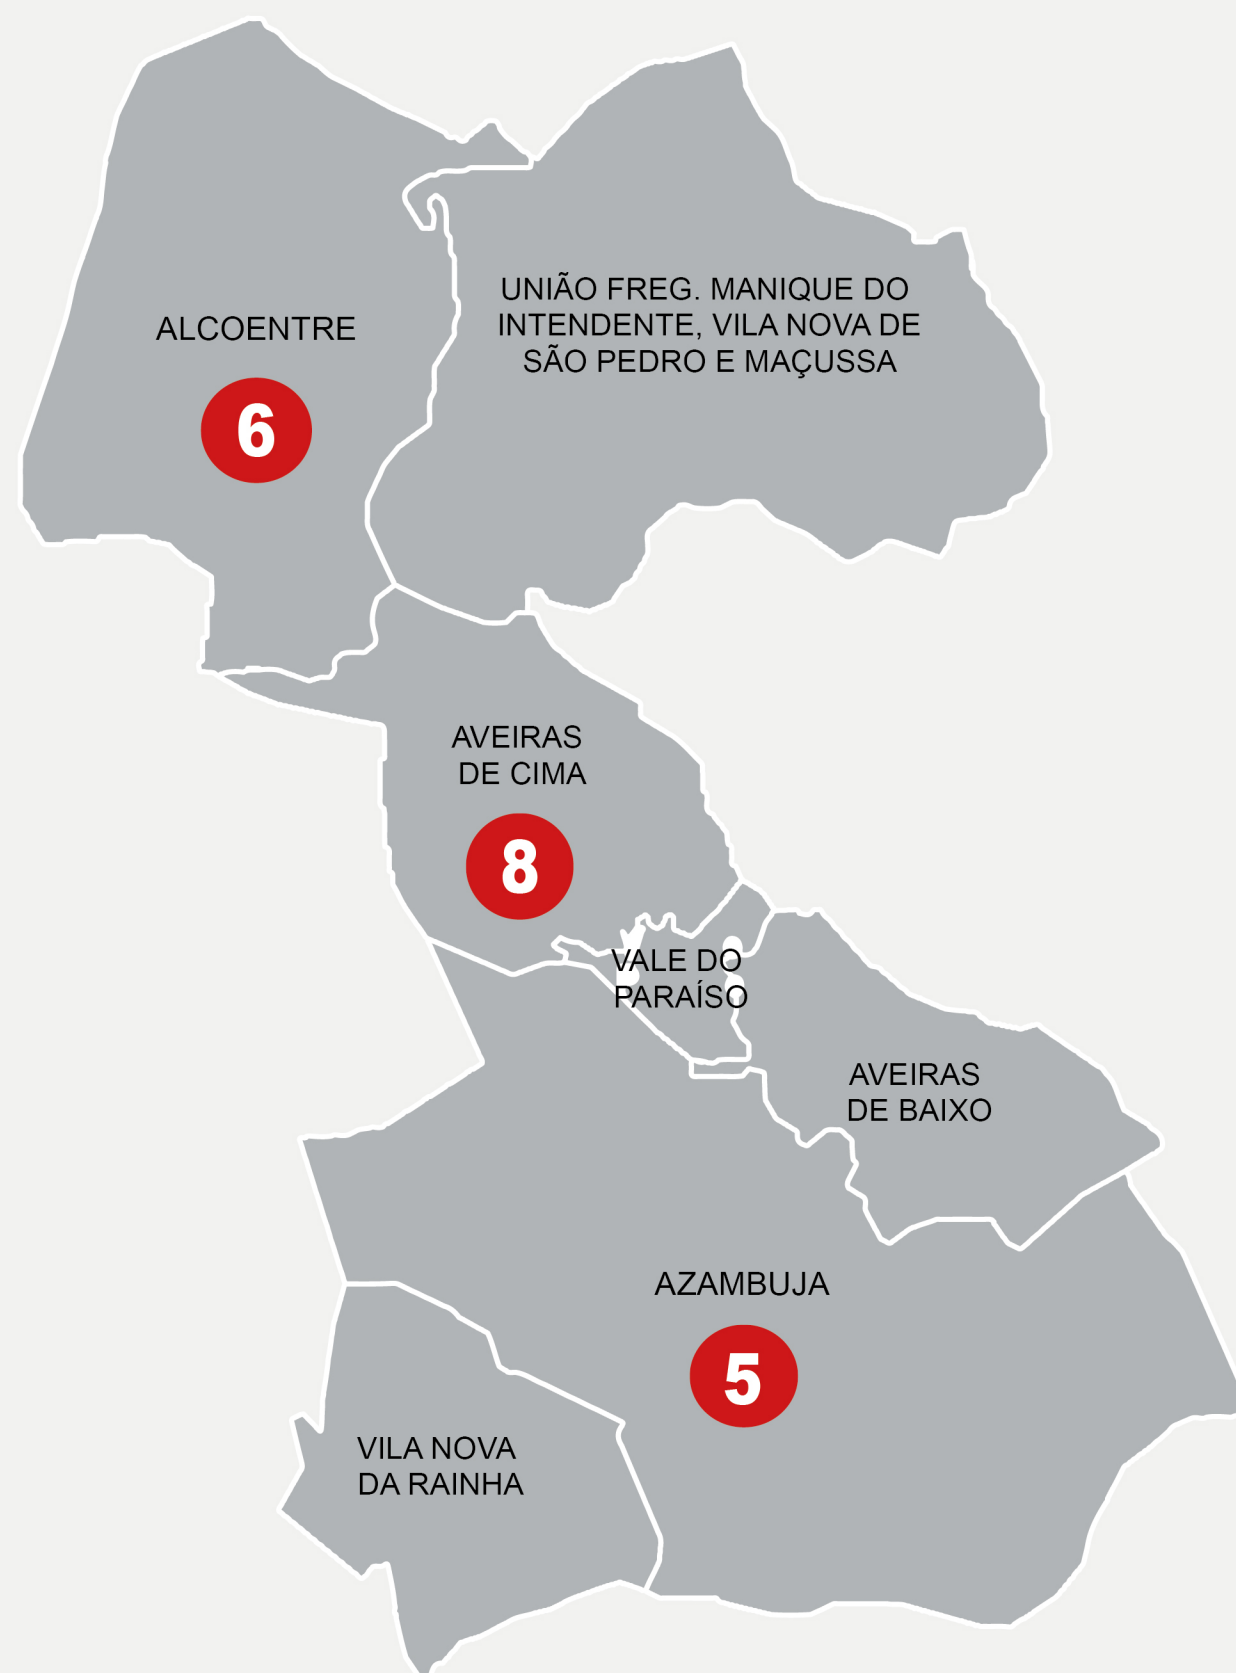 UNIÃO FREG. MANIQUE DO
INTENDENTE, VILA NOVA DE
SÃO PEDRO E MAÇUSSA
ALCOENTRE
6
AVEIRAS
DE CIMA
8
VALE DO
PARAÍSO
AVEIRAS
DE BAIXO
AZAMBUJA
5
VILA NOVA
DA RAINHA